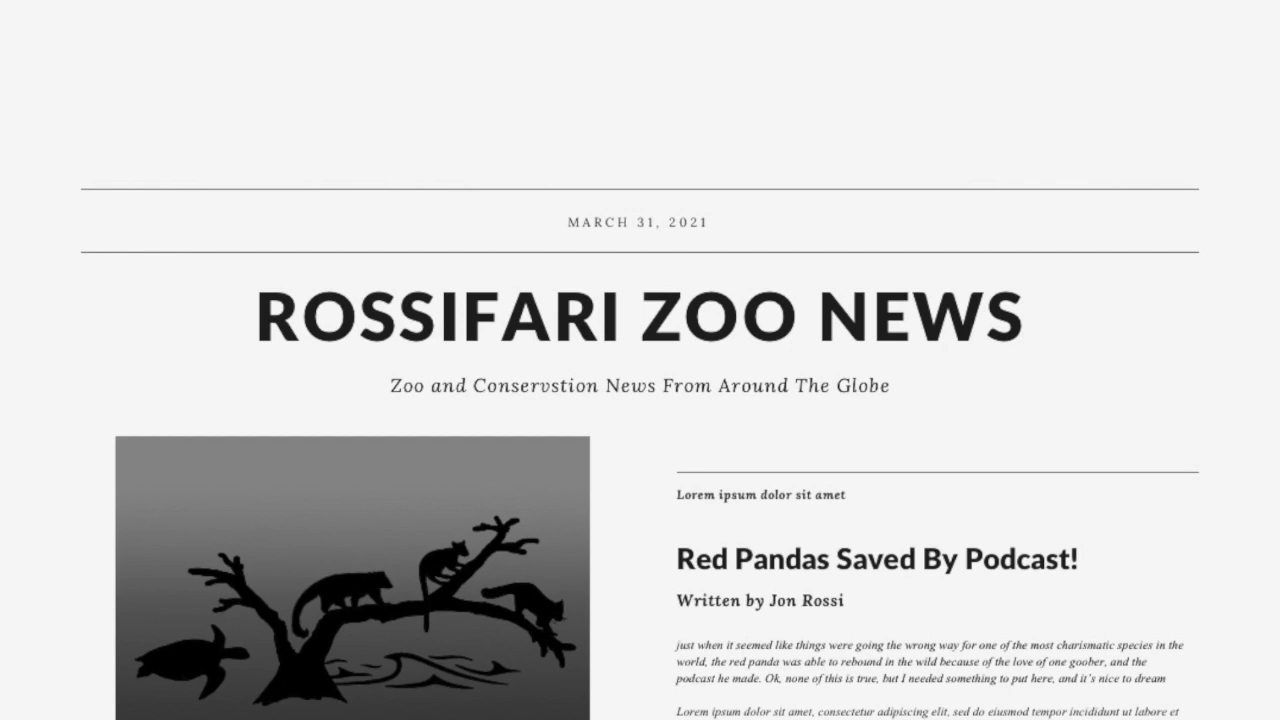 MARCH 31, 2021
ROSSIFARI ZOO NEWS
Zoo and Conservstion News From Around The Globe
Lorem ipsum dolor sit amet
Red Pandas Saved By Podcast!
Written by Jon Rossi
just when it seemed like things were going the wrong way for one of the most charismatic species in the
world, the red panda was able to rebound in the wild because of the love of one goober, and the
podcast he made. Ok, none of this is true, but I needed something to put here, and it's nice to dream
Lorem ipsum dolor sit amet, consectetur adipiscing elit, sed do eiusmod tempor incididunt ut labore et